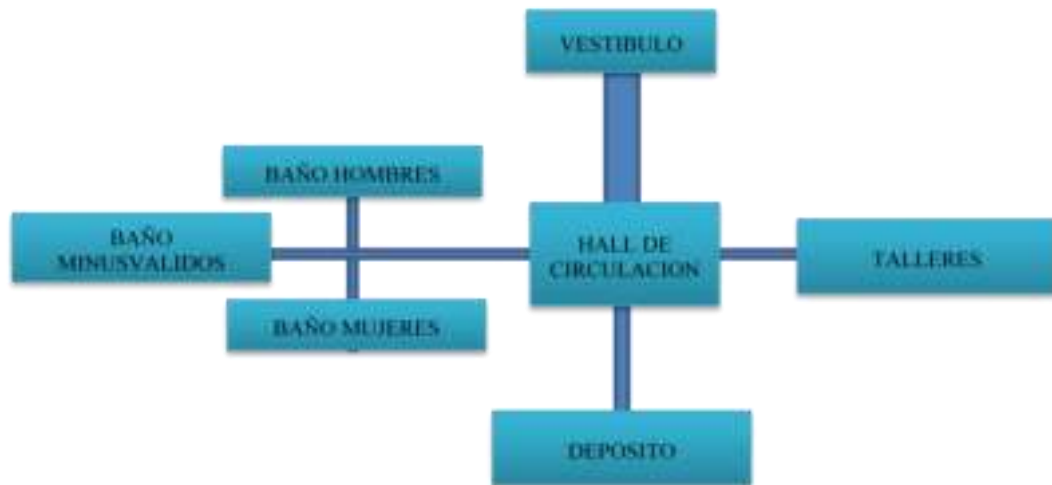 VESTIBULO
BAÑO HOMBRES
BAÑO
MINUSVALIDOS
HALL DE
CIRCULACION
TALLERES
BAÑO MUJERES
DEPOSITO